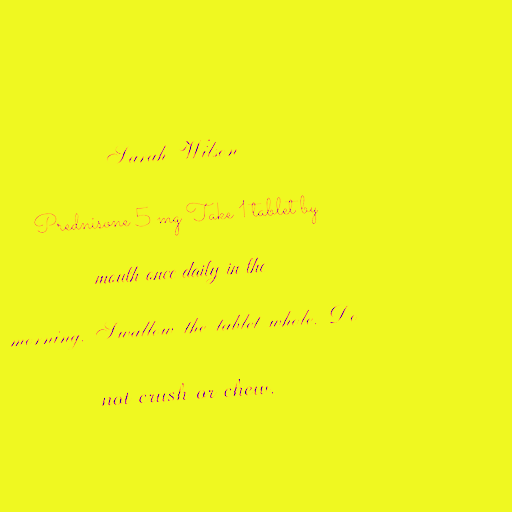 Sarah Wilson
Prednisone 5 mg Take 1 tablet by
mouth once daily in the
morning. Swallow the tablet whole. Do
not crush or chew.